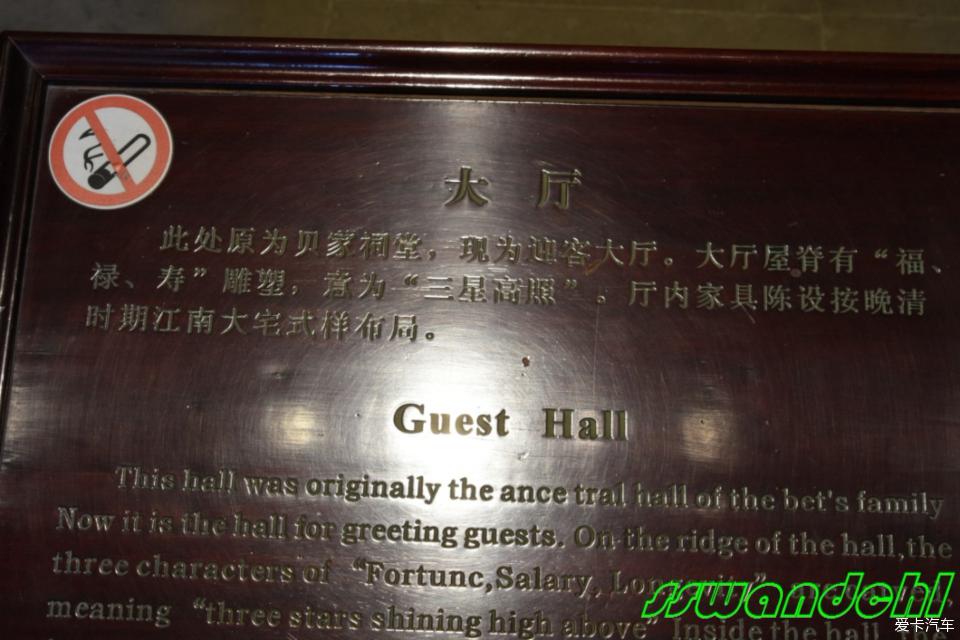 大 厅
此处原为贝家祠堂，现为迎客大厅。大厅屋脊有“福、
禄、寿”雕塑，意为“三星高照”。厅内家具陈设按晚清
时期江南大宅式样布局。
Guest Hall
This hall was originally the ance tral hall of the bet's family
Now it is the hall for greeting guests. On the ridge of the hall,the
three characters of “Fortunc,Salary, Longevity” are
meaning “three stars shining high above” Inside the
sswandchl
爱卡汽车